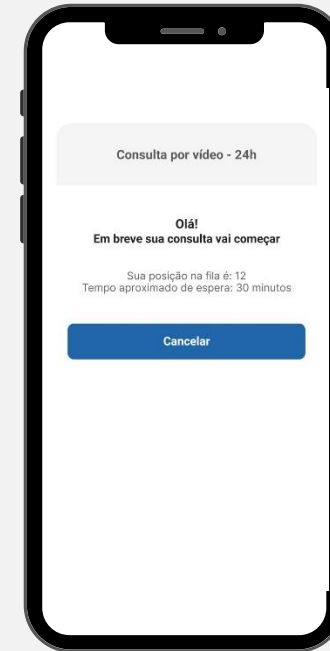 Consulta por vídeo - 24h
Olá!
Em breve sua consulta vai começar
Sua posição na fila é: 12
Tempo aproximado de espera: 30 minutos
Cancelar